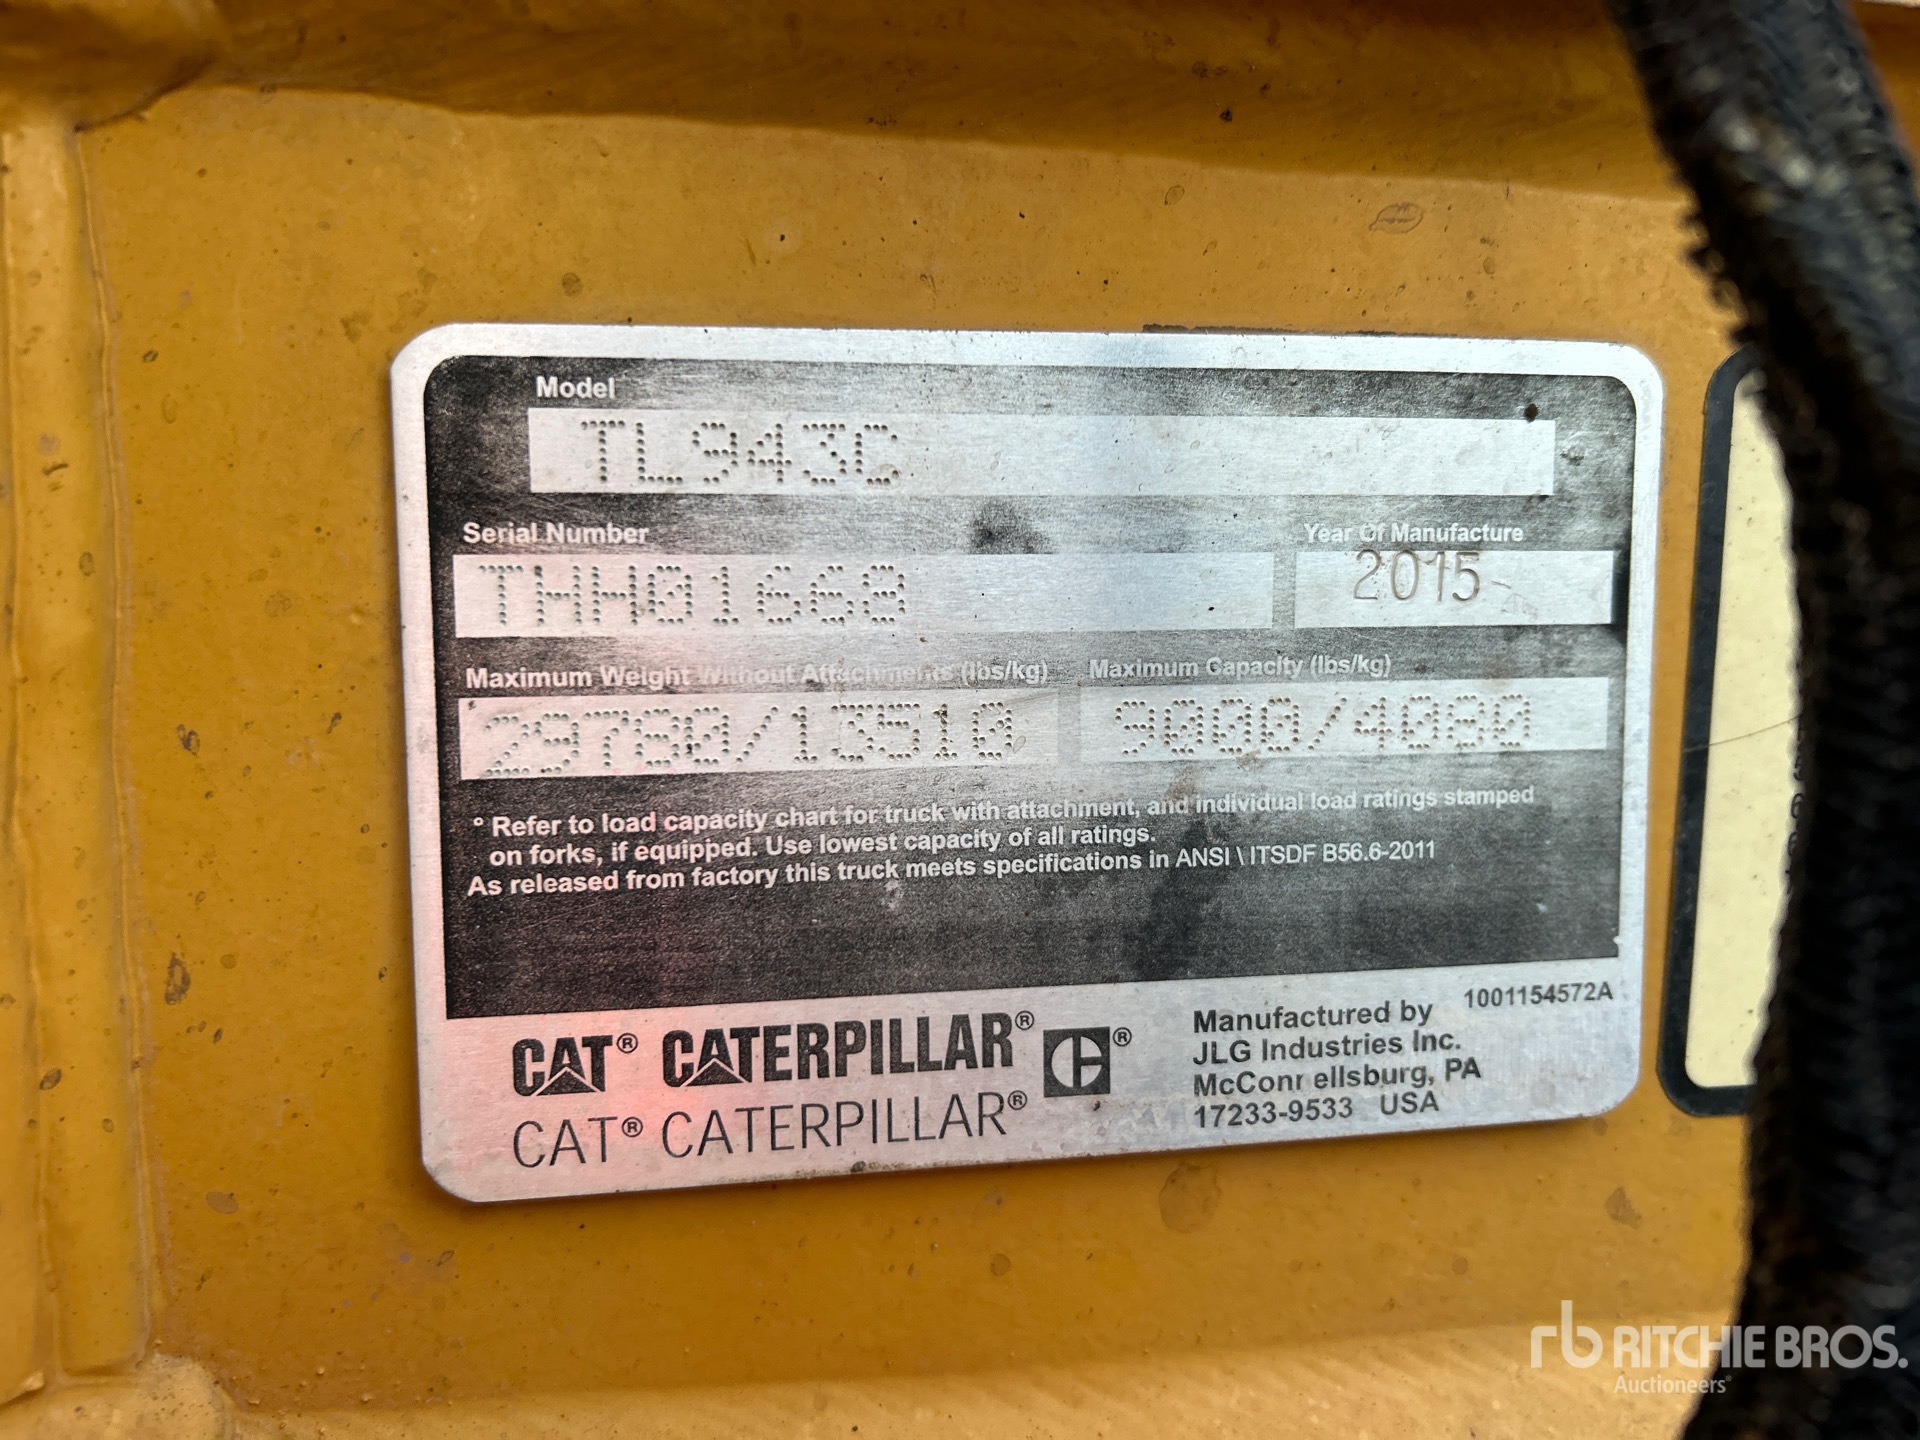 Model
TL943C
Serial Number
THH01668
Year Of Manufacture
2015
Maximum Weight Without Attachments (lbs/kg)
29780/13510
Maximum Capacity (lbs/kg)
9000/4080
° Refer to load capacity chart for truck with attachment, and individual load ratings stamped
on forks, if equipped. Use lowest capacity of all ratings.
As released from factory this truck meets specifications in ANSI \ ITSDF B56.6-2011
CAT® CATERPILLAR® ®
CAT® CATERPILLAR®
Manufactured by
JLG Industries Inc.
McConnellsburg, PA
17233-9533 USA
1001154572A
rb RITCHIE BROS.
Auctioneers®